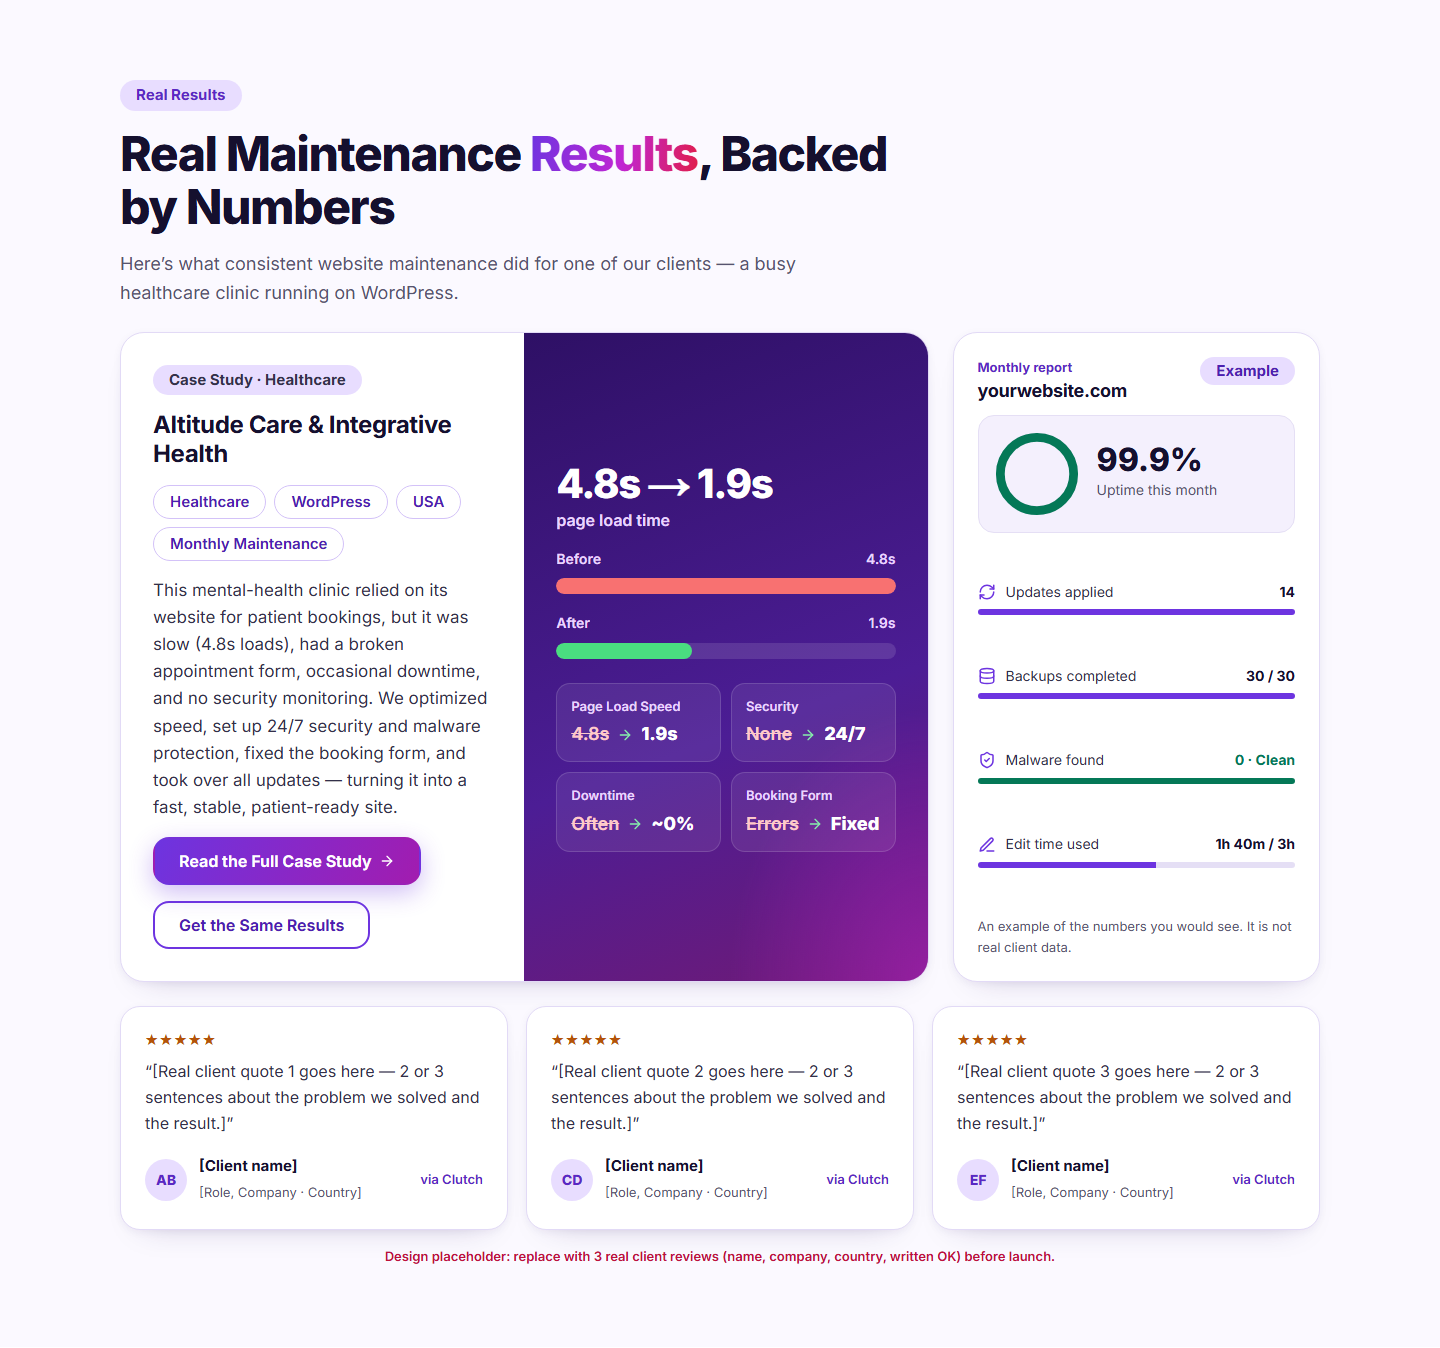 Real Results
Real Maintenance Results, Backed
by Numbers
Here’s what consistent website maintenance did for one of our clients — a busy
healthcare clinic running on WordPress.
Case Study · Healthcare
Altitude Care & Integrative
Health
Healthcare
WordPress
USA
Monthly Maintenance
This mental-health clinic relied on its
website for patient bookings, but it was
slow (4.8s loads), had a broken
appointment form, occasional downtime,
and no security monitoring. We optimized
speed, set up 24/7 security and malware
protection, fixed the booking form, and
took over all updates — turning it into a
fast, stable, patient-ready site.
Read the Full Case Study →
Get the Same Results
4.8s → 1.9s
page load time
Before 4.8s
After 1.9s
Page Load Speed
4.8s → 1.9s
Security
None → 24/7
Downtime
Often → ~0%
Booking Form
Errors → Fixed
Monthly report
yourwebsite.com
Example
99.9%
Uptime this month
Updates applied 14
Backups completed 30 / 30
Malware found 0 · Clean
Edit time used 1h 40m / 3h
An example of the numbers you would see. It is not
real client data.
★★★★★
“[Real client quote 1 goes here — 2 or 3
sentences about the problem we solved and
the result.]”
AB
[Client name]
[Role, Company · Country]
via Clutch
★★★★★
“[Real client quote 2 goes here — 2 or 3
sentences about the problem we solved and
the result.]”
CD
[Client name]
[Role, Company · Country]
via Clutch
★★★★★
“[Real client quote 3 goes here — 2 or 3
sentences about the problem we solved and
the result.]”
EF
[Client name]
[Role, Company · Country]
via Clutch
Design placeholder: replace with 3 real client reviews (name, company, country, written OK) before launch.